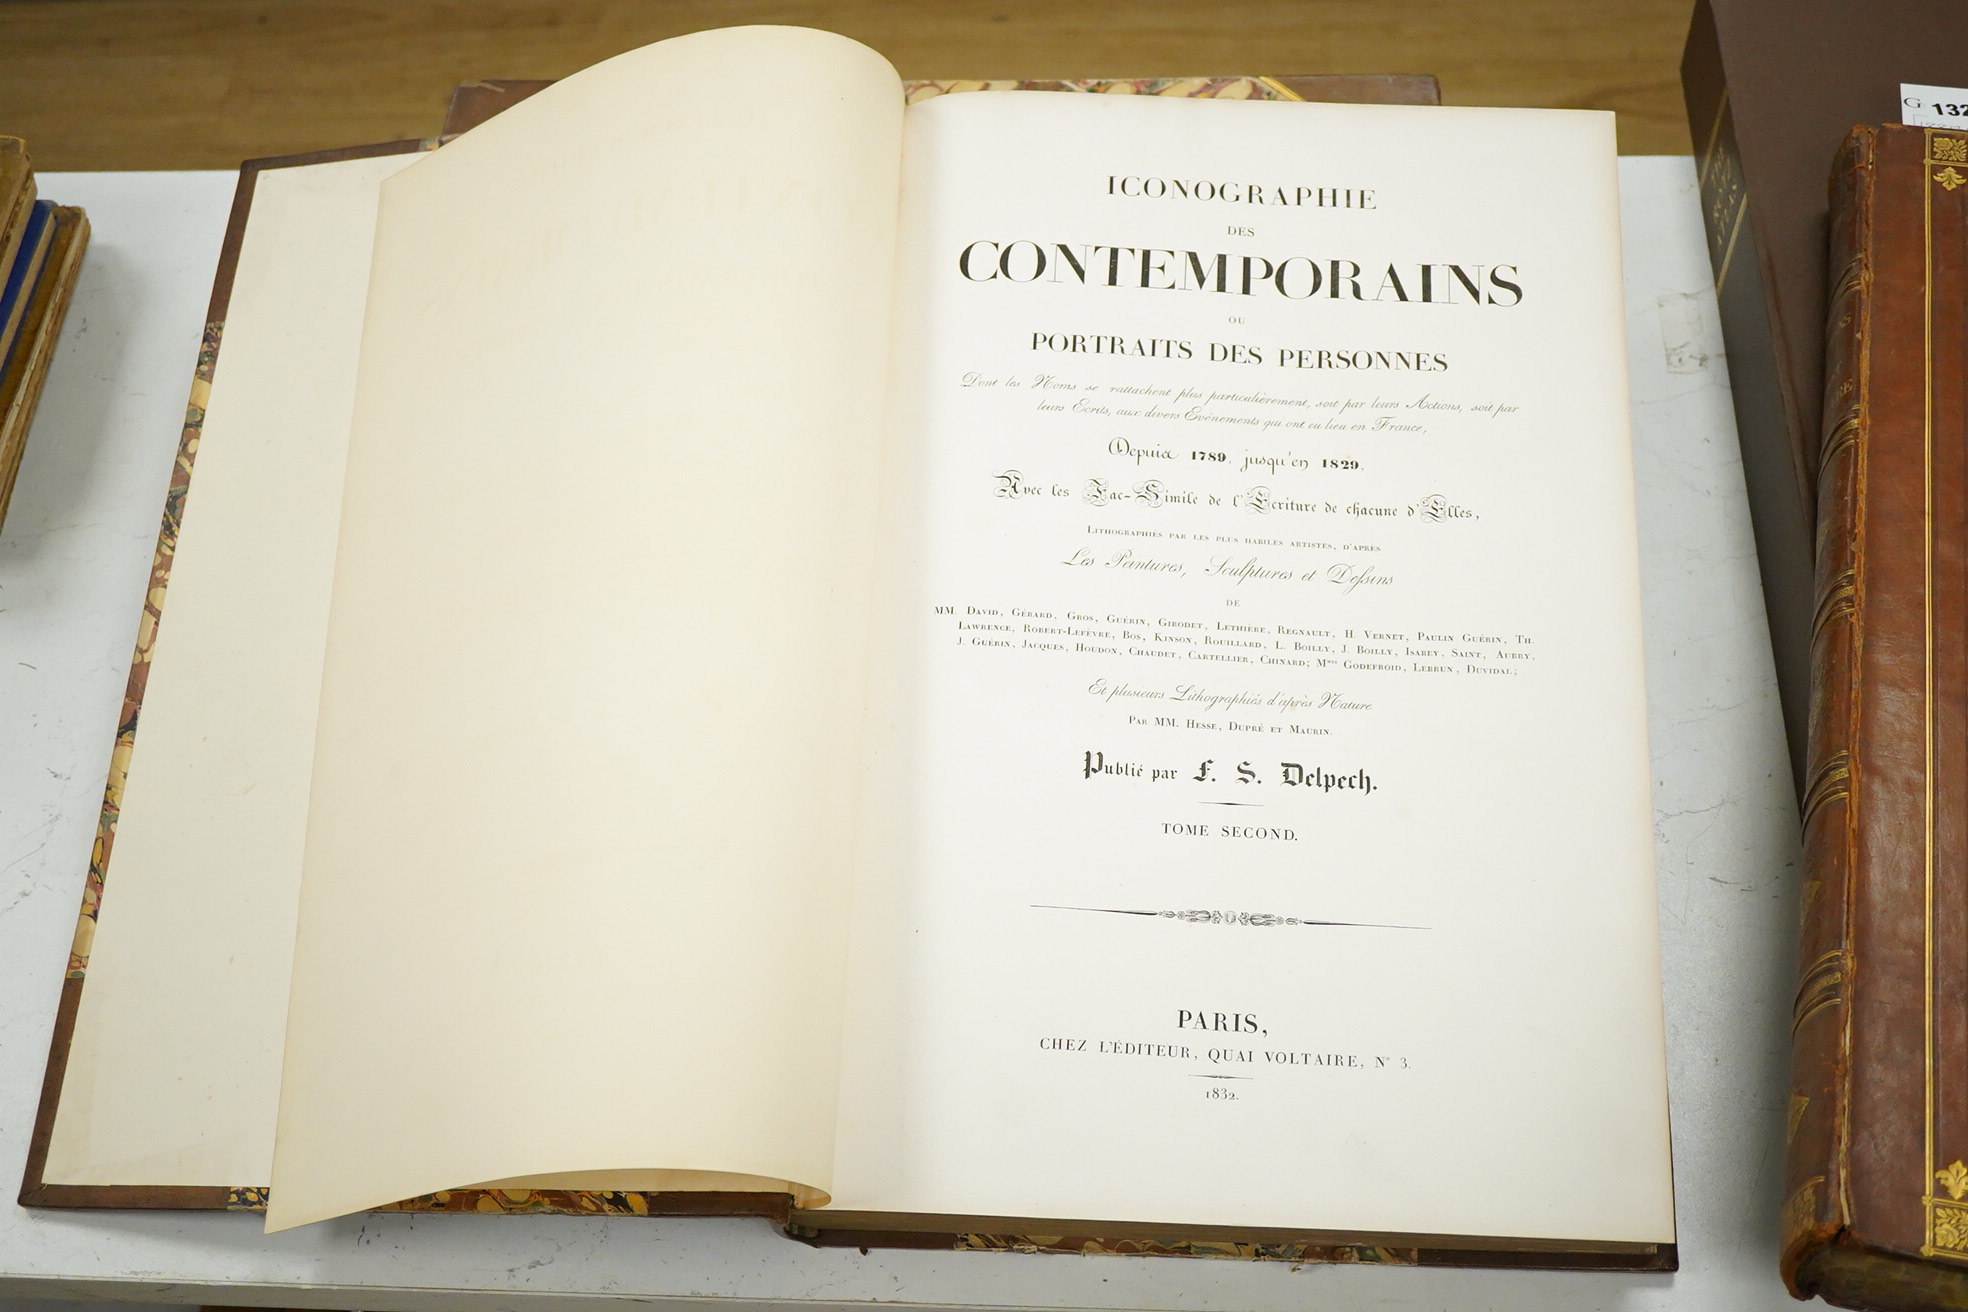 ICONOGRAPHIE
DES
CONTEMPORAINS
OU
PORTRAITS DES PERSONNES
Dont les Noms se rattachent plus particulièrement, soit par leurs Actions, soit par
leurs Ecrits, aux divers Evénements qui ont eu lieu en France,
Depuis 1789, jusqu'en 1829.
Avec les Fac-Simile de l'Ecriture de chacune d'Elles,
LITHOGRAPHIÉS PAR LES PLUS HABILES ARTISTES, D'APRÈS
Les Peintures, Sculptures et Dessins
DE
MM. DAVID, GÉRARD, GROS, GUÉRIN, GIRODET, LETHIÈRE, REGNAULT, H. VERNET, PAULIN GUÉRIN, TH.
LAWRENCE, ROBERT-LEFÈVRE, BOS, KINSON, ROUILLARD, L. BOILLY, J. BOILLY, ISABEY, SAINT, AUBRY,
J. GUÉRIN, JACQUES, HOUDON, CHAUDET, CARTELLIER, CHINARD; Mmes GODEFROID, LEBRUN, DUVIDAL;
Et plusieurs Lithographiés d'après Nature
PAR MM. HESSE, DUPRÉ ET MAURIN.
Publié par F. S. Delpech.
TOME SECOND.
PARIS,
CHEZ L'ÉDITEUR, QUAI VOLTAIRE, N° 3.
1832.
G 132